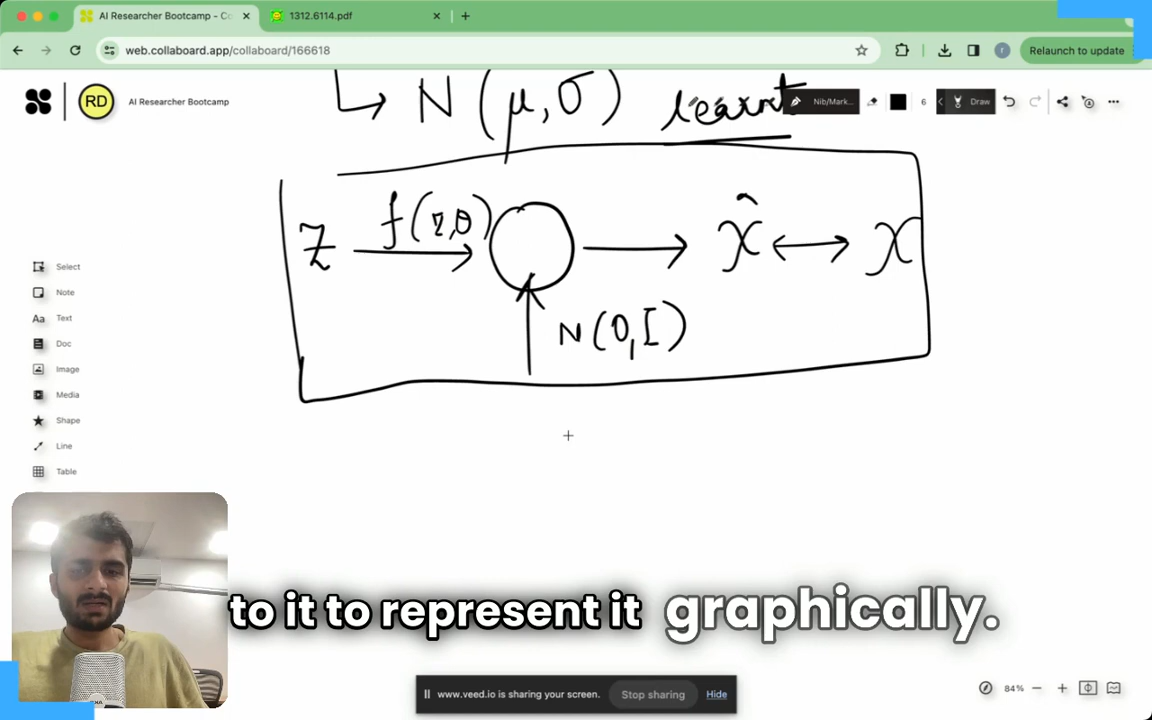 AI Researcher Bootcamp - Co
1312.6114.pdf
web.collaboard.app/collaboard/166618
Relaunch to update
RD
AI Researcher Bootcamp
Nib/Mark...
6
Draw
N(μ,σ) learnt
z f(z,θ) x̂ ↔ x
N(0,I)
Select
Note
Aa Text
Doc
Image
Media
Shape
Line
Table
to it to represent it graphically.
www.veed.io is sharing your screen. Stop sharing Hide
84%